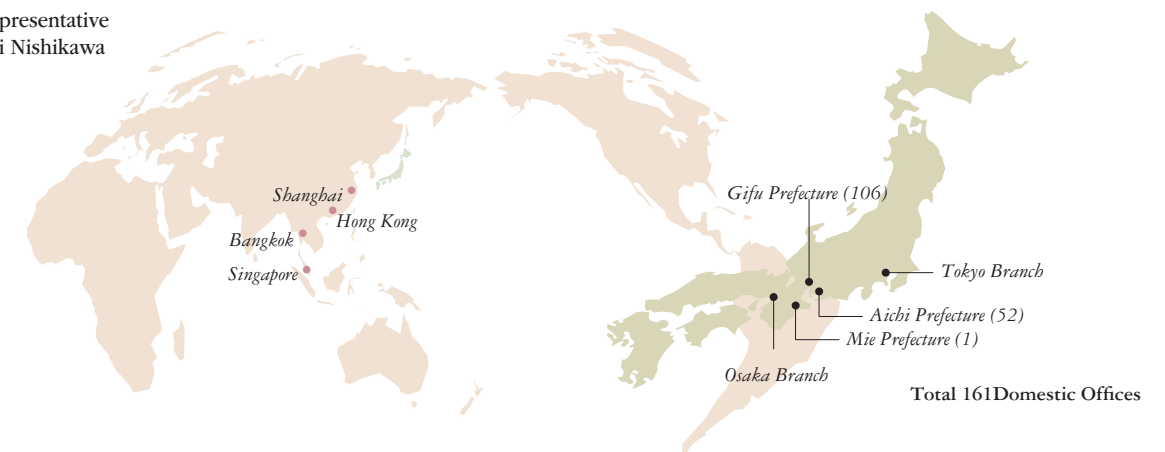 presentative
i Nishikawa
Shanghai
Hong Kong
Bangkok
Singapore
Gifu Prefecture (106)
Tokyo Branch
Aichi Prefecture (52)
Mie Prefecture (1)
Osaka Branch
Total 161Domestic Offices